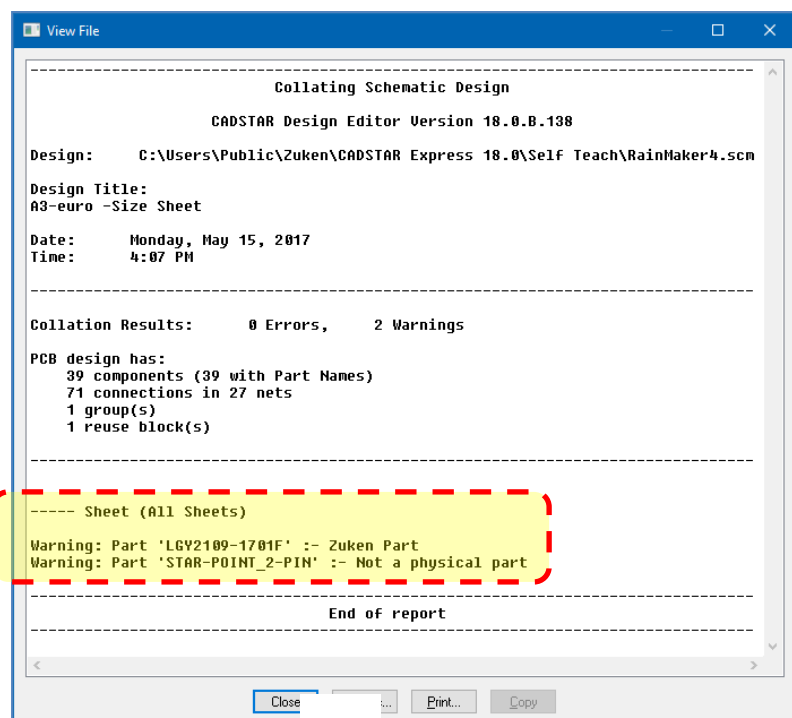 View File
--------------------------------------------------------------------------------
Collating Schematic Design
CADSTAR Design Editor Version 18.0.B.138
Design: C:\Users\Public\Zuken\CADSTAR Express 18.0\Self Teach\RainMaker4.scm
Design Title:
A3-euro -Size Sheet
Date: Monday, May 15, 2017
Time: 4:07 PM
--------------------------------------------------------------------------------
Collation Results: 0 Errors, 2 Warnings
PCB design has:
39 components (39 with Part Names)
71 connections in 27 nets
1 group(s)
1 reuse block(s)
--------------------------------------------------------------------------------
----- Sheet (All Sheets)
Warning: Part 'LGY2109-1701F' :- Zuken Part
Warning: Part 'STAR-POINT_2-PIN' :- Not a physical part
--------------------------------------------------------------------------------
End of report
--------------------------------------------------------------------------------
Close Print... Copy